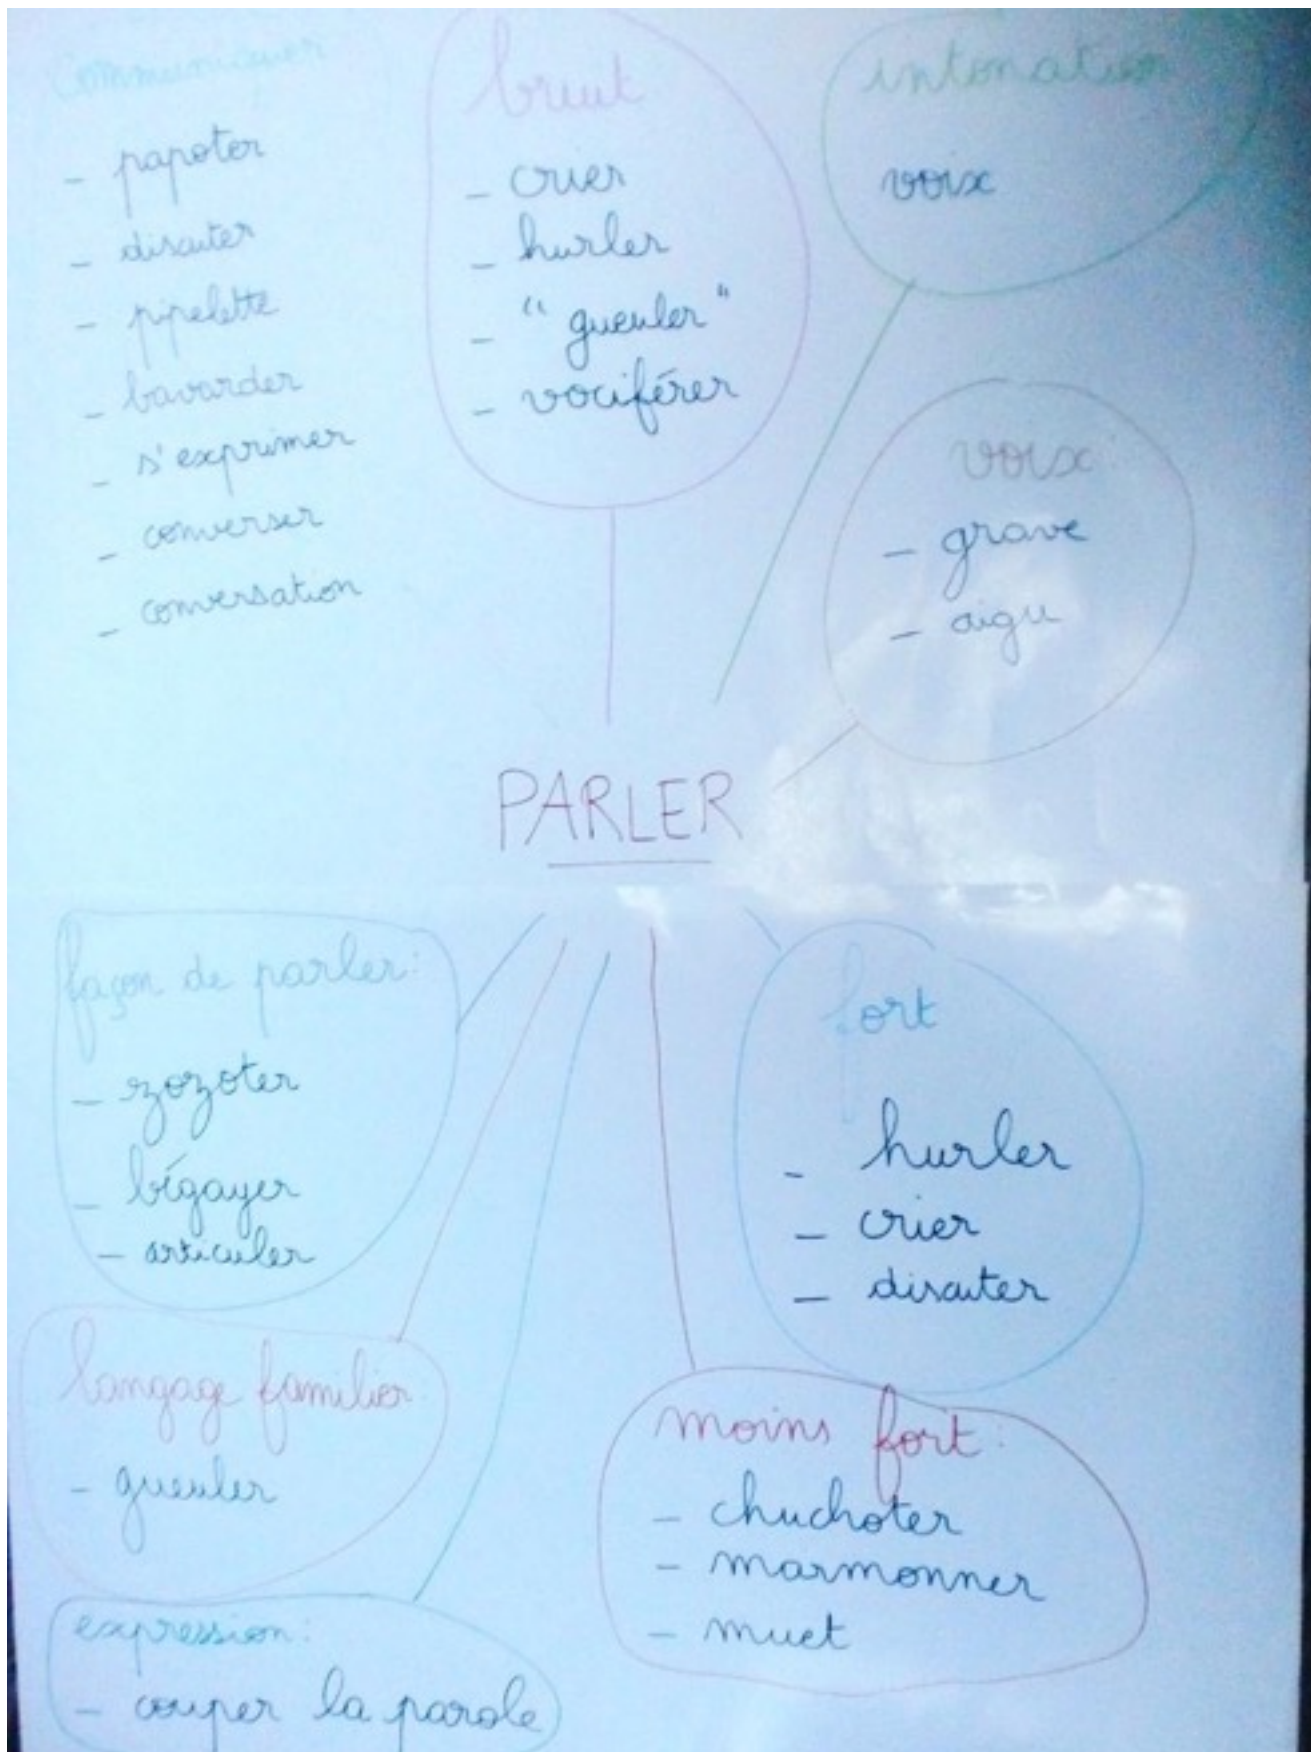 Communiquer
- papoter
- discuter
- pipelette
- bavarder
- s'exprimer
- converser
- conversation
bruit
- crier
- hurler
- "gueuler"
- vociférer
intonation
voix
voix:
- grave
- aigu
PARLER
façon de parler:
- zozoter
- bégayer
- articuler
fort
- hurler
- crier
- discuter
langage familier
- gueuler
moins fort:
- chuchoter
- marmonner
- muet
expression:
- couper la parole